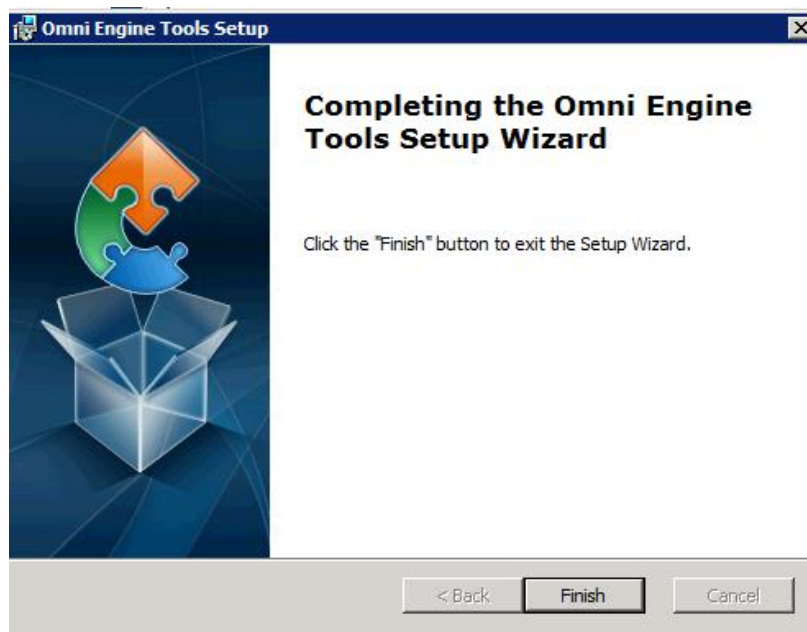 Omni Engine Tools Setup
Completing the Omni Engine
Tools Setup Wizard
Click the "Finish" button to exit the Setup Wizard.
< Back
Finish
Cancel